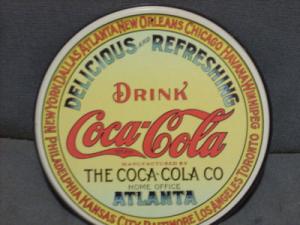 NEW YORK DALLAS ATLANTA NEW ORLEANS CHICAGO HAVANA WINNIPEG
DELICIOUS AND REFRESHING
DRINK
Coca-Cola
MANUFACTURED BY
THE COCA-COLA CO
HOME OFFICE
ATLANTA
PHILADELPHIA KANSAS CITY BALTIMORE LOS ANGELES TORONTO